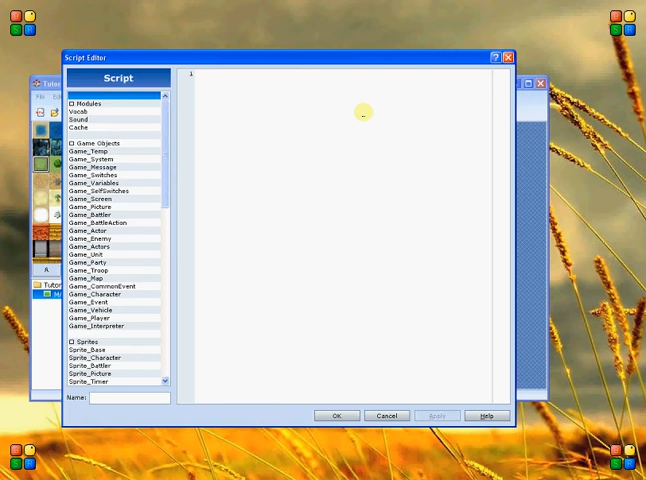 Script Editor
Script
1
□ Modules
Vocab
Sound
Cache
□ Game Objects
Game_Temp
Game_System
Game_Message
Game_Switches
Game_Variables
Game_SelfSwitches
Game_Screen
Game_Picture
Game_Battler
Game_BattleAction
Game_Actor
Game_Enemy
Game_Actors
Game_Unit
Game_Party
Game_Troop
Game_Map
Game_CommonEvent
Game_Character
Game_Event
Game_Vehicle
Game_Player
Game_Interpreter
□ Sprites
Sprite_Base
Sprite_Character
Sprite_Battler
Sprite_Picture
Sprite_Timer
Name:
OK
Cancel
Apply
Help
Tutor
A
Tutor